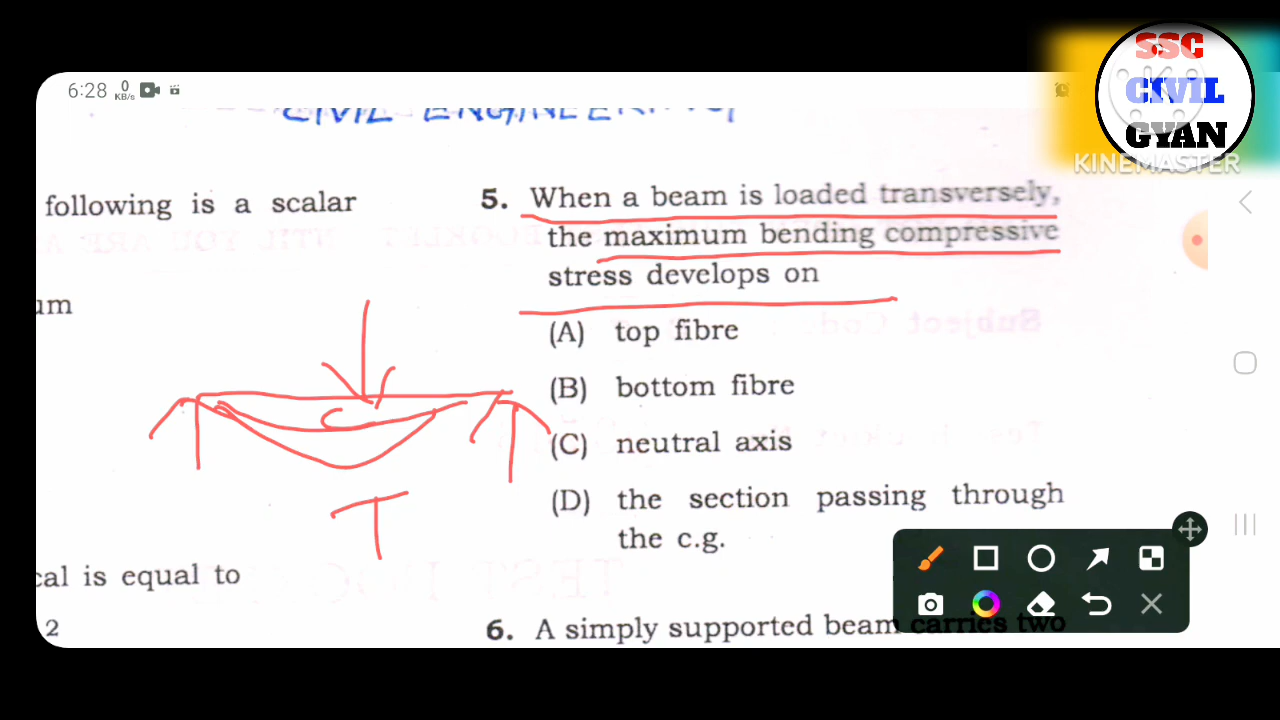 SSC
CIVIL
GYAN
KINEMASTER
6:28 0 KB/s
CIVIL ENGINEERING
following is a scalar
um
cal is equal to
2
5. When a beam is loaded transversely,
the maximum bending compressive
stress develops on
(A) top fibre
(B) bottom fibre
(C) neutral axis
(D) the section passing through
the c.g.
6. A simply supported beam carries two
C
T